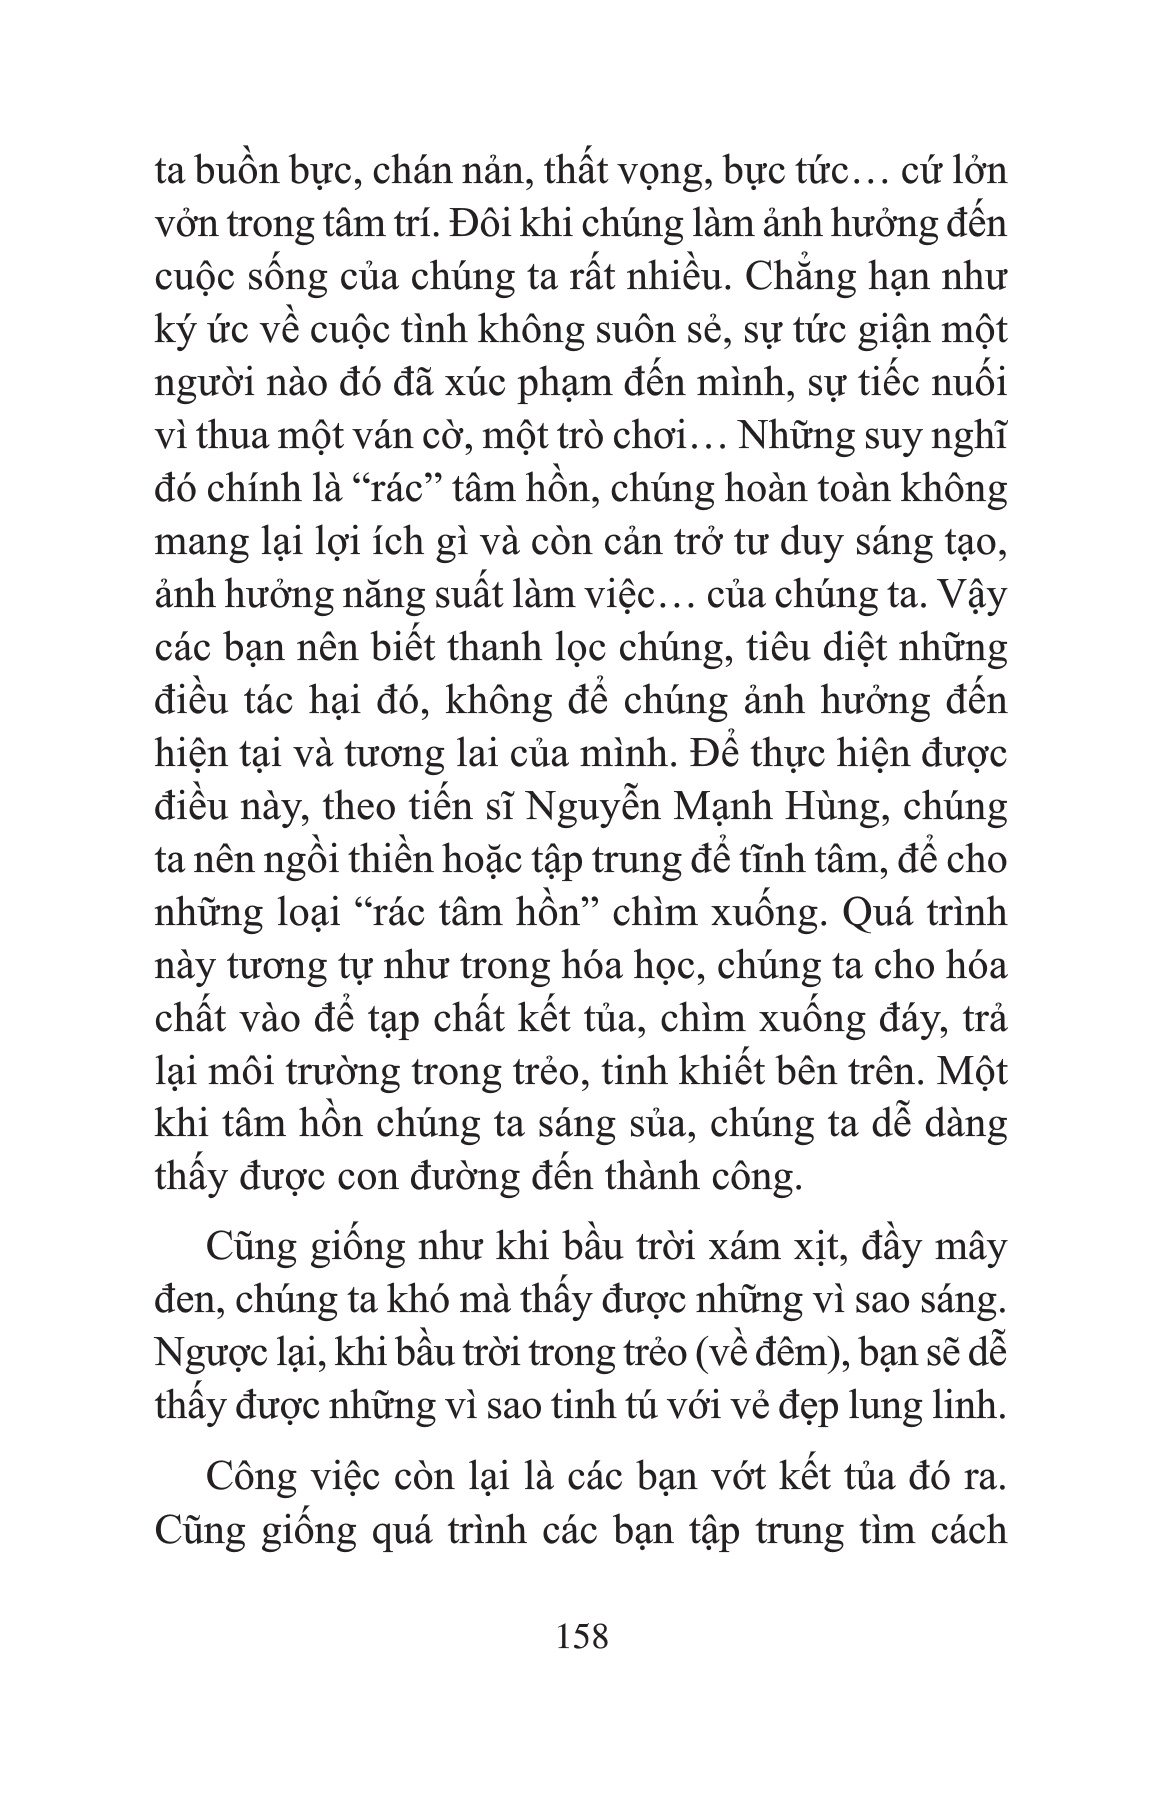 ta buồn bực, chán nản, thất vọng, bực tức… cứ lởn
vởn trong tâm trí. Đôi khi chúng làm ảnh hưởng đến
cuộc sống của chúng ta rất nhiều. Chẳng hạn như
ký ức về cuộc tình không suôn sẻ, sự tức giận một
người nào đó đã xúc phạm đến mình, sự tiếc nuối
vì thua một ván cờ, một trò chơi… Những suy nghĩ
đó chính là “rác” tâm hồn, chúng hoàn toàn không
mang lại lợi ích gì và còn cản trở tư duy sáng tạo,
ảnh hưởng năng suất làm việc… của chúng ta. Vậy
các bạn nên biết thanh lọc chúng, tiêu diệt những
điều tác hại đó, không để chúng ảnh hưởng đến
hiện tại và tương lai của mình. Để thực hiện được
điều này, theo tiến sĩ Nguyễn Mạnh Hùng, chúng
ta nên ngồi thiền hoặc tập trung để tĩnh tâm, để cho
những loại “rác tâm hồn” chìm xuống. Quá trình
này tương tự như trong hóa học, chúng ta cho hóa
chất vào để tạp chất kết tủa, chìm xuống đáy, trả
lại môi trường trong trẻo, tinh khiết bên trên. Một
khi tâm hồn chúng ta sáng sủa, chúng ta dễ dàng
thấy được con đường đến thành công.
Cũng giống như khi bầu trời xám xịt, đầy mây
đen, chúng ta khó mà thấy được những vì sao sáng.
Ngược lại, khi bầu trời trong trẻo (về đêm), bạn sẽ dễ
thấy được những vì sao tinh tú với vẻ đẹp lung linh.
Công việc còn lại là các bạn vớt kết tủa đó ra.
Cũng giống quá trình các bạn tập trung tìm cách
158